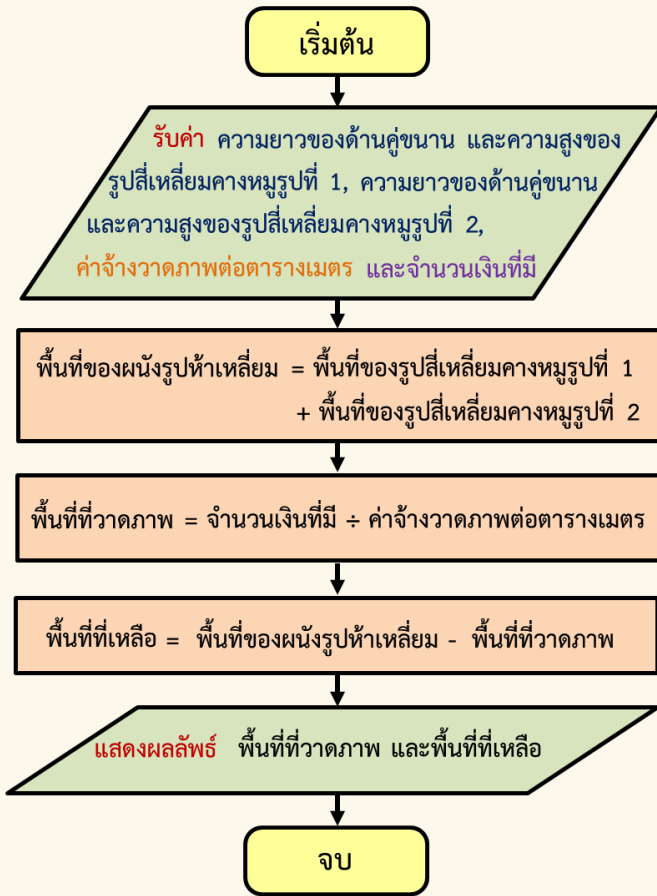 เริ่มต้น
รับค่า ความยาวของด้านคู่ขนาน และความสูงของ
รูปสี่เหลี่ยมคางหมูรูปที่ 1, ความยาวของด้านคู่ขนาน
และความสูงของรูปสี่เหลี่ยมคางหมูรูปที่ 2,
ค่าจ้างวาดภาพต่อตารางเมตร และจำนวนเงินที่มี
พื้นที่ของผนังรูปห้าเหลี่ยม = พื้นที่ของรูปสี่เหลี่ยมคางหมูรูปที่ 1
+ พื้นที่ของรูปสี่เหลี่ยมคางหมูรูปที่ 2
พื้นที่ที่วาดภาพ = จำนวนเงินที่มี ÷ ค่าจ้างวาดภาพต่อตารางเมตร
พื้นที่ที่เหลือ = พื้นที่ของผนังรูปห้าเหลี่ยม - พื้นที่ที่วาดภาพ
แสดงผลลัพธ์ พื้นที่ที่วาดภาพ และพื้นที่ที่เหลือ
จบ